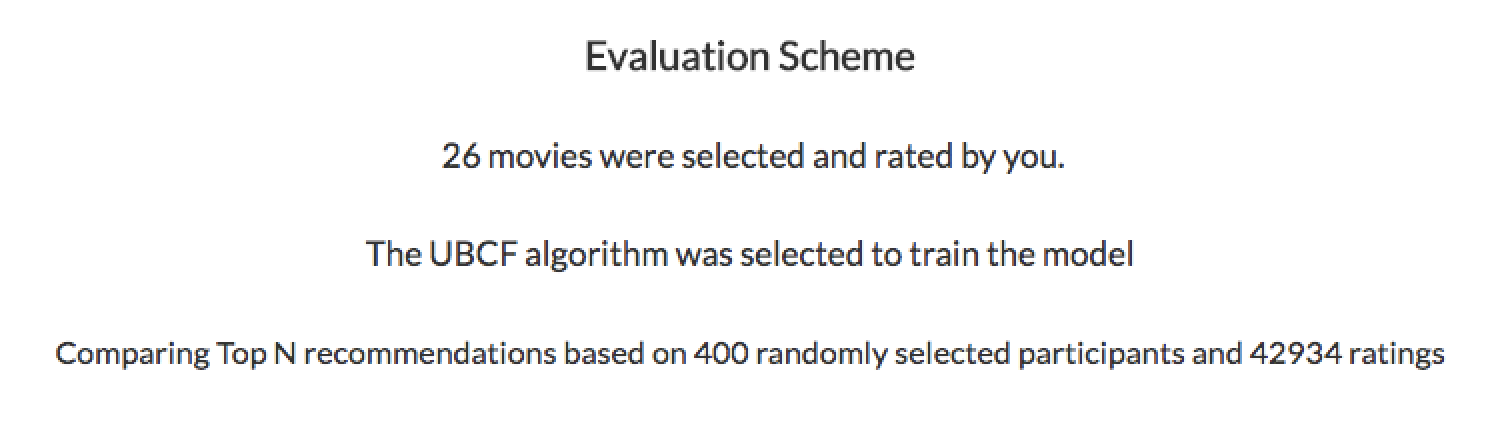 Evaluation Scheme
26 movies were selected and rated by you.
The UBCF algorithm was selected to train the model
Comparing Top N recommendations based on 400 randomly selected participants and 42934 ratings